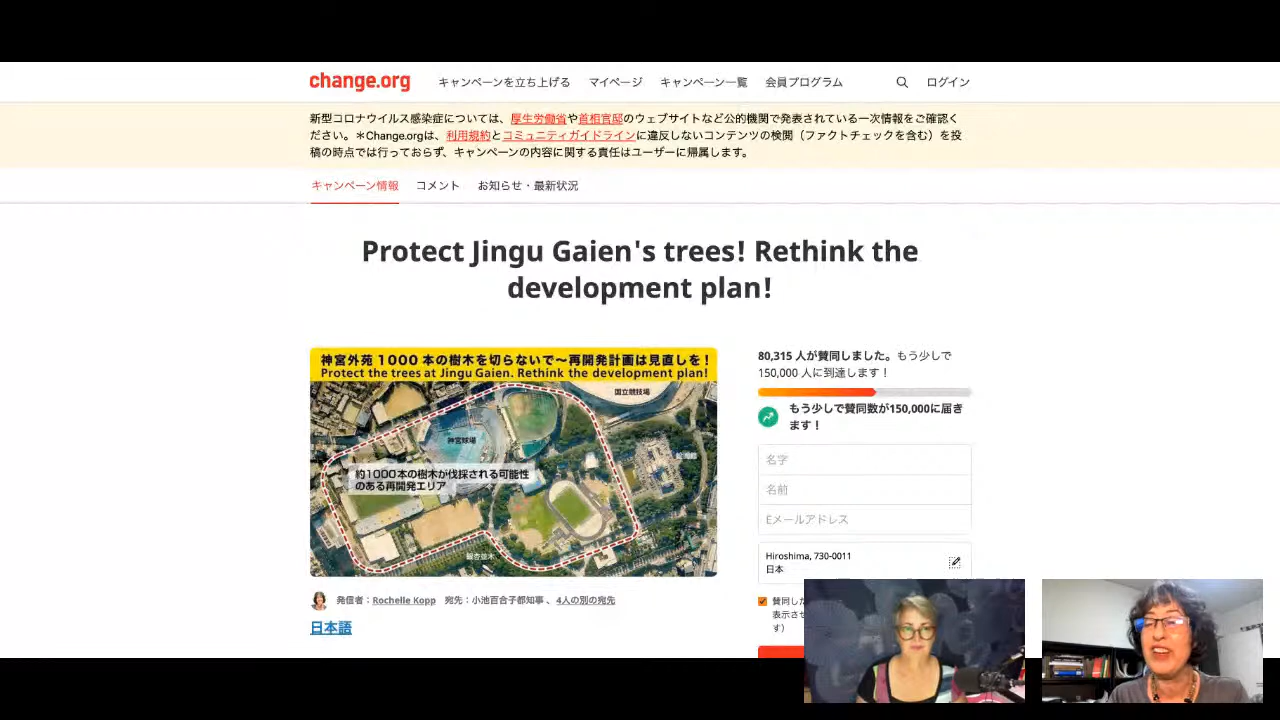 change.org
キャンペーンを立ち上げる マイページ キャンペーン一覧 会員プログラム ログイン
新型コロナウイルス感染症については、厚生労働省や首相官邸のウェブサイトなど公的機関で発表されている一次情報をご確認く
ださい。＊Change.orgは、利用規約とコミュニティガイドラインに違反しないコンテンツの検閲（ファクトチェックを含む）を投
稿の時点では行っておらず、キャンペーンの内容に関する責任はユーザーに帰属します。
キャンペーン情報 コメント お知らせ・最新状況
Protect Jingu Gaien's trees! Rethink the
development plan!
神宮外苑1000本の樹木を切らないで～再開発計画は見直しを！
Protect the trees at Jingu Gaien. Rethink the development plan!
国立競技場
神宮球場
約1000本の樹木が伐採される可能性
のある再開発エリア
銀杏並木
発信者：Rochelle Kopp 宛先：小池百合子都知事 、4人の別の宛先
日本語
80,315 人が賛同しました。もう少しで
150,000 人に到達します！
もう少しで賛同数が150,000に届き
ます！
名字
名前
Eメールアドレス
Hiroshima, 730-0011
日本
賛同した
表示させ
す）